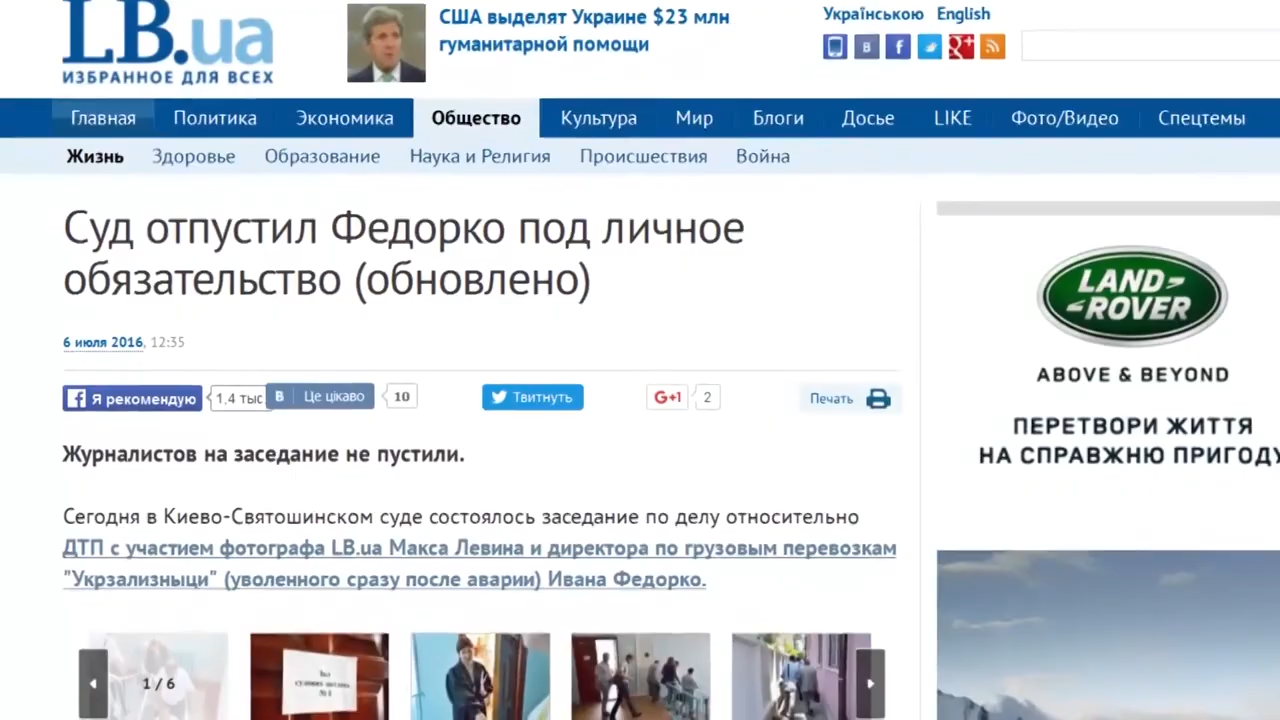 LB.ua
ИЗБРАННОЕ ДЛЯ ВСЕХ
США выделят Украине $23 млн
гуманитарной помощи
Українською English
Главная Политика Экономика Общество Культура Мир Блоги Досье LIKE Фото/Видео Спецтемы
Жизнь Здоровье Образование Наука и Религия Происшествия Война
Суд отпустил Федорко под личное
обязательство (обновлено)
6 июля 2016, 12:35
Я рекомендую 1,4 тыс В Це цікаво 10 Твитнуть G+1 2 Печать
Журналистов на заседание не пустили.
Сегодня в Киево-Святошинском суде состоялось заседание по делу относительно
ДТП с участием фотографа LB.ua Макса Левина и директора по грузовым перевозкам
"Укрзализныци" (уволенного сразу после аварии) Ивана Федорко.
1 / 6
LAND
ROVER
ABOVE & BEYOND
ПЕРЕТВОРИ ЖИТТЯ
НА СПРАВЖНЮ ПРИГОДУ